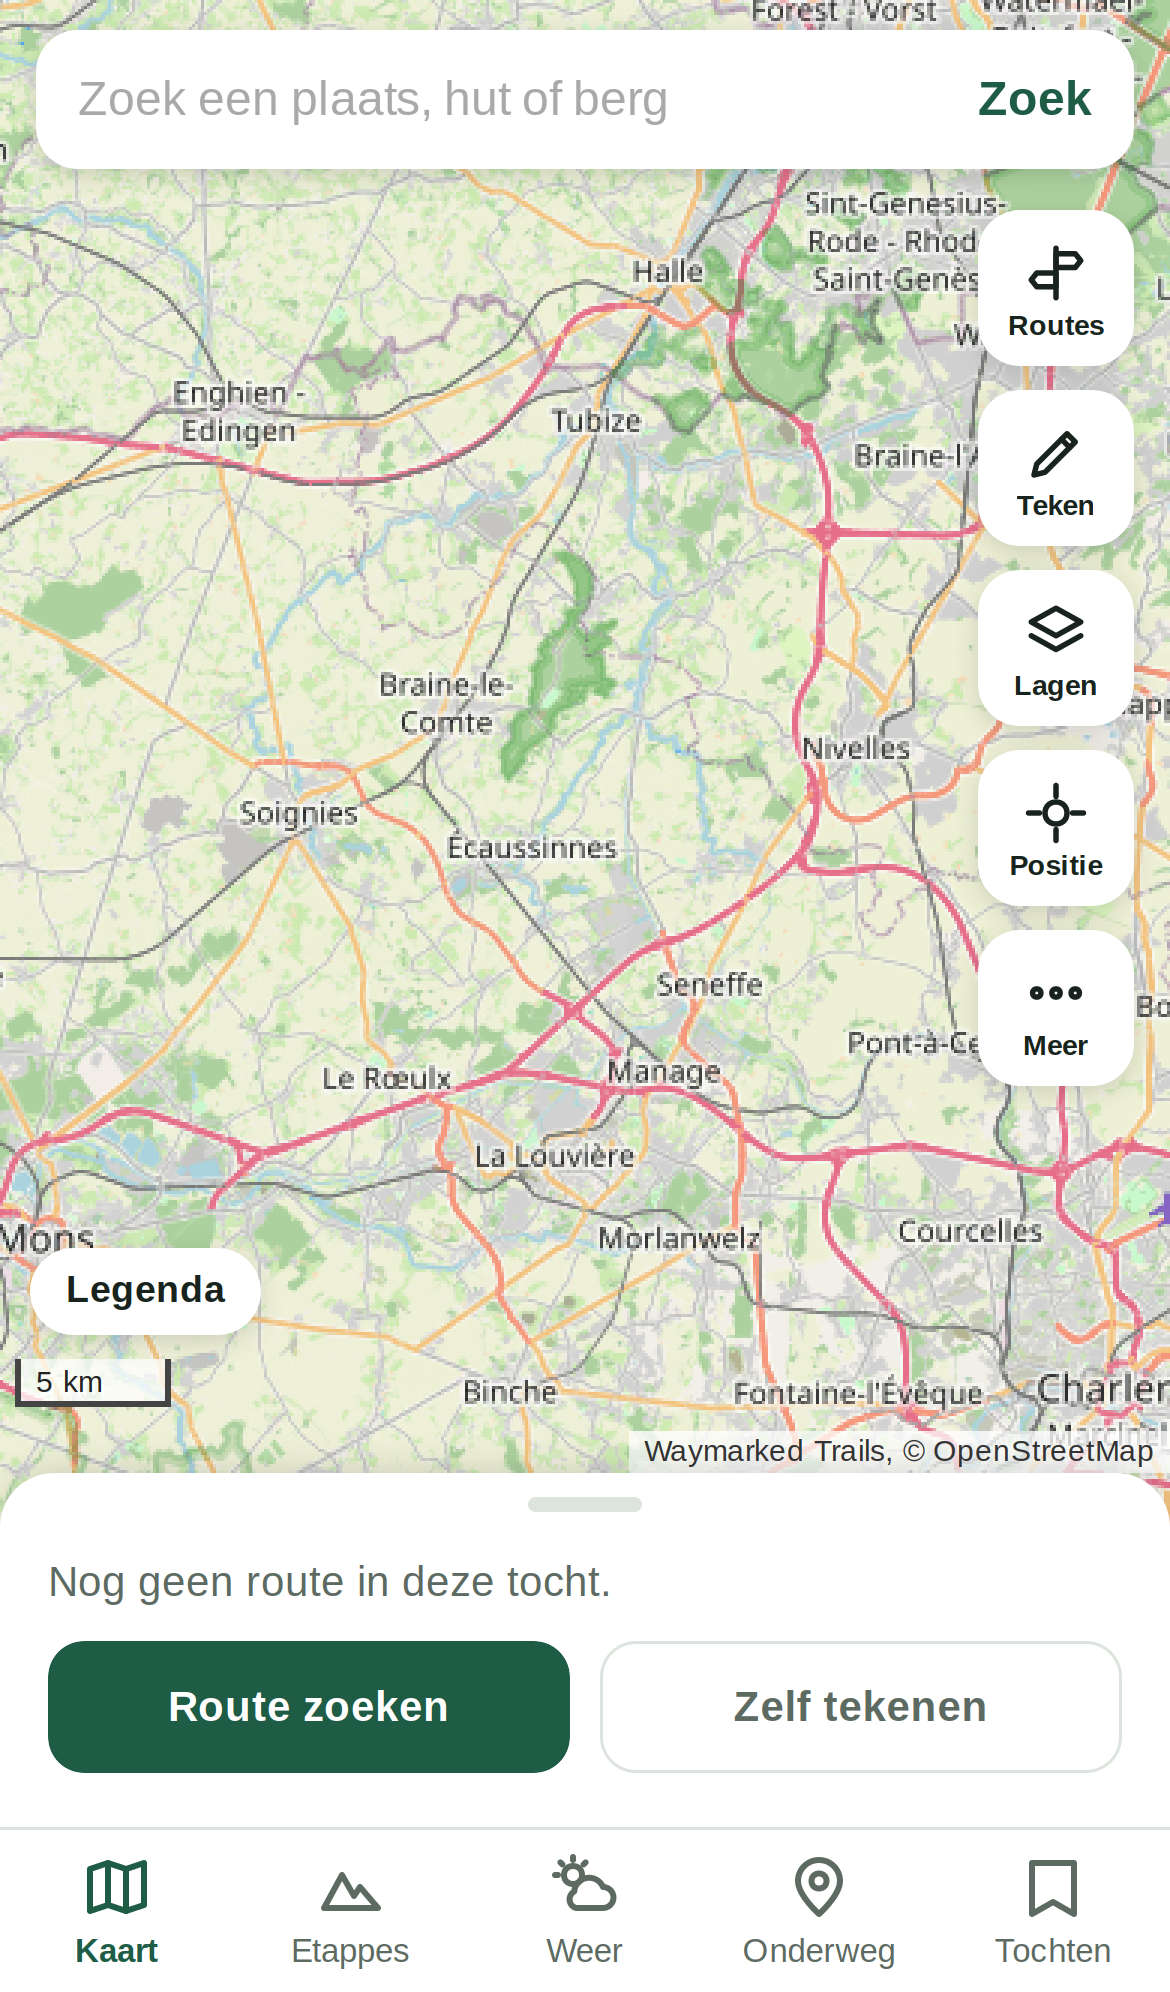 Forest - Vorst
Zoek een plaats, hut of berg
Zoek
Sint-Genesius-
Rode - Rhod
Saint-Genès
Halle
Routes
Enghien -
Edingen
Tubize
Braine-l'A
Teken
Lagen
Braine-le-
Comte
Nivelles
Soignies
Écaussinnes
Positie
Seneffe
Pont-à-Ce
Meer
Le Rœulx
Manage
La Louvière
Mons
Morlanwelz
Courcelles
Legenda
5 km
Binche
Fontaine-l'Évêque
Charler
Waymarked Trails, © OpenStreetMap
Nog geen route in deze tocht.
Route zoeken
Zelf tekenen
Kaart
Etappes
Weer
Onderweg
Tochten